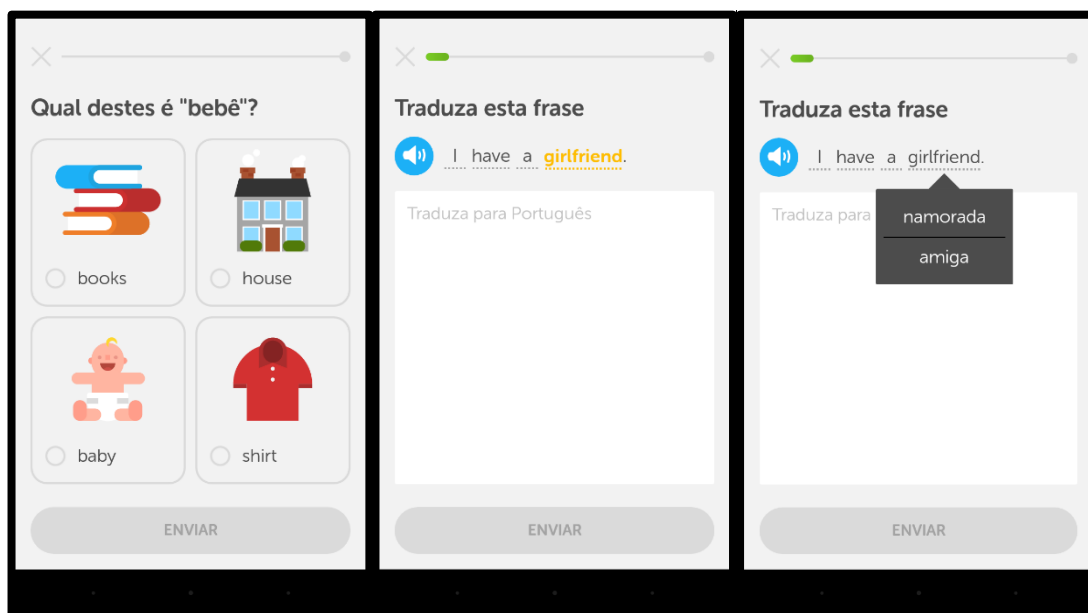 Qual destes é "bebê"?
books
house
baby
shirt
ENVIAR
Traduza esta frase
I have a girlfriend.
Traduza para Português
ENVIAR
Traduza esta frase
I have a girlfriend.
Traduza para
namorada
amiga
ENVIAR